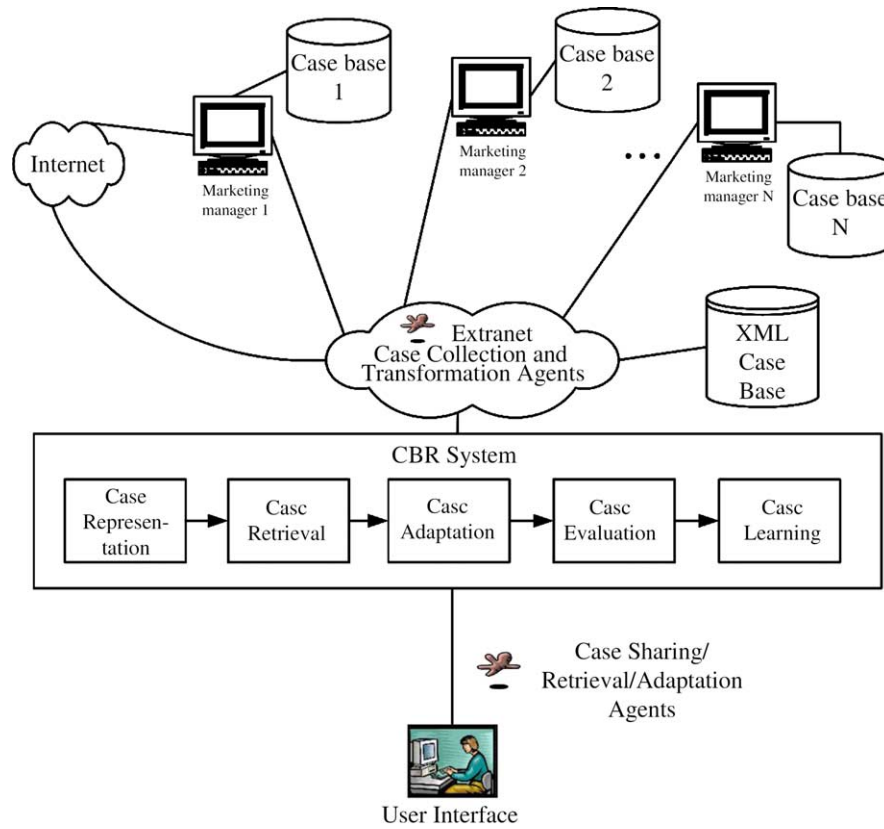 Case base
1
Case base
2
Internet
Marketing
manager 1
Marketing
manager 2
...
Marketing
manager N
Case base
N
Extranet
Case Collection and
Transformation Agents
XML
Case
Base
CBR System
Case
Represen-
tation
Casc
Retrieval
Casc
Adaptation
Casc
Evaluation
Casc
Learning
Case Sharing/
Retrieval/Adaptation
Agents
User Interface